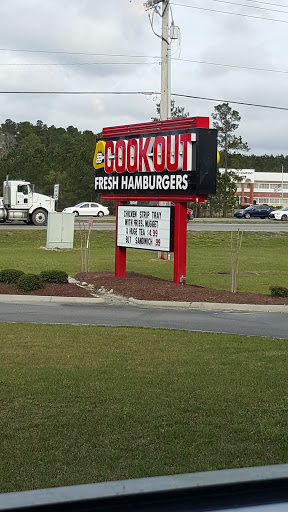 COOK OUT
FRESH HAMBURGERS
CHICKEN STRIP TRAY
WITH FRIES, NUGGET
& HUGE TEA $4.99
BLT SANDWICH .99